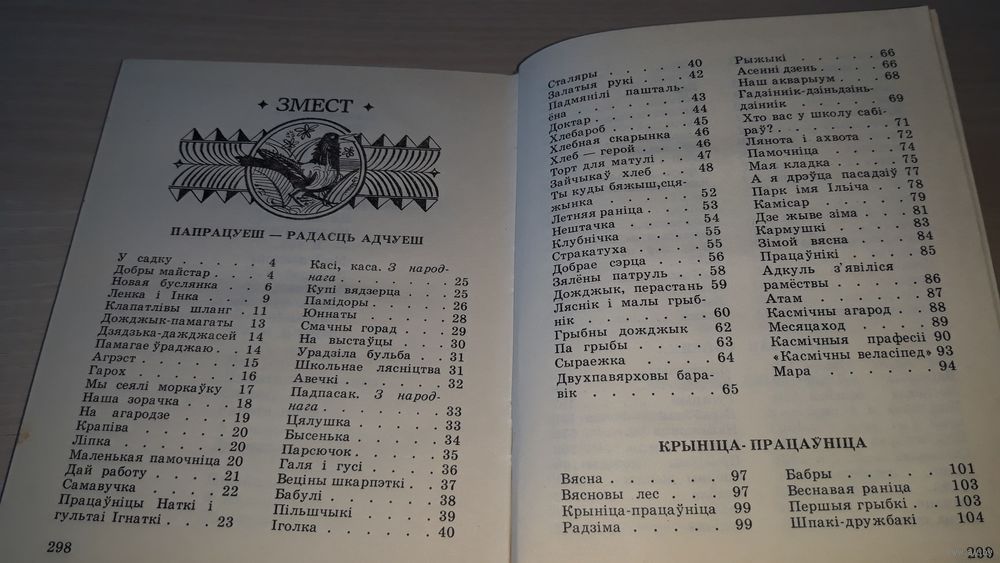 ЗМЕСТ
ПАПРАЦУЕШ — РАДАСЦЬ АДЧУЕШ
У садку . . . . . 4
Добры майстар . . . 4
Новая буслянка . . . 6
Ленка і Інка . . . . 9
Клапатлівы шланг . 11
Дожджык-памагаты 13
Дзядзька-дажджасей 14
Памагае ўраджаю . . 14
Агрэст . . . . . . 15
Гарох . . . . . . 16
Мы сеялі моркаўку 17
Наша зорачка . . . 18
На агародзе . . . . 19
Крапіва . . . . . 20
Ліпка . . . . . . 20
Маленькая памочніца 20
Дай работу . . . . 21
Самавучка . . . . 22
Працаўніцы Наткі і
гультаі Ігнаткі . . . 23
298
Касі, каса. З народ-
нага . . . . . . 25
Купі вядзерца . . . 25
Памідоры . . . . . 26
Юннаты . . . . . 28
Смачны горад . . . 29
На выстаўцы . . . 30
Урадзіла бульба . . 31
Школьнае лясніцтва 31
Авечкі . . . . . . 32
Падпасак. З народ-
нага . . . . . . 33
Цялушка . . . . . 33
Бысенька . . . . . 34
Парсючок . . . . . 35
Галя і гусі . . . . 36
Веціны шкарпэткі . . 37
Бабулі . . . . . . 38
Пільшчыкі . . . . 39
Іголка . . . . . . 40
Сталяры . . . . . 40
Залатыя рукі . . . 42
Падмянілі пашталь-
ёна . . . . . . . 43
Доктар . . . . . . 44
Хлебароб . . . . . 45
Хлебная скарынка . 46
Хлеб — герой . . . 46
Торт для матулі . . 47
Зайчыкаў хлеб . . . 48
Ты куды бяжыш,сця-
жынка . . . . . . 52
Летняя раніца . . . 53
Нештачка . . . . . 54
Клубнічка . . . . . 55
Стракатуха . . . . 55
Добрае сэрца . . . 56
Зялёны патруль . . 58
Дожджык, перастань 59
Ляснік і малы грыб-
нік . . . . . . . 60
Грыбны дожджык 62
Па грыбы . . . . . 63
Сыраежка . . . . . 64
Двухпавярховы бара-
вік . . . . . . . 65
Рыжыкі . . . . . 66
Асенні дзень . . . . 66
Наш акварыум . . . 68
Гадзіннік-дзіньдзінь-
дзіннік . . . . . . 69
Хто вас у школу сабі-
раў? . . . . . . . 71
Лянота і ахвота . . 72
Памочніца . . . . 74
Мая кладка . . . . 75
А я дрэўца пасадзіў 77
Парк імя Ільіча . . 78
Камісар . . . . . 79
Дзе жыве зіма . . . 81
Кармушкі . . . . . 83
Зімой вясна . . . . 84
Працаўнікі . . . . 85
Адкуль з'явіліся
рамёствы . . . . . 86
Атам . . . . . . 87
Касмічны агарод . . 88
Месяцаход . . . . 89
Касмічныя прафесіі 90
«Касмічны веласіпед» 93
Мара . . . . . . 94
КРЫНІЦА-ПРАЦАЎНІЦА
Вясна . . . . . . 97
Вясновы лес . . . 97
Крыніца-працаўніца 99
Радзіма . . . . . 99
Бабры . . . . . 101
Веснавая раніца 103
Першыя грыбкі . . 103
Шпакі-дружбакі 104
299